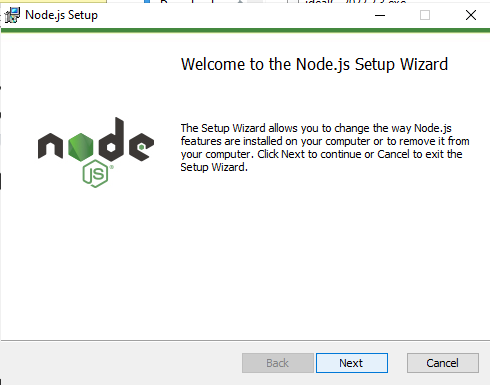 Node.js Setup
Welcome to the Node.js Setup Wizard
node
JS
The Setup Wizard allows you to change the way Node.js
features are installed on your computer or to remove it from
your computer. Click Next to continue or Cancel to exit the
Setup Wizard.
Back
Next
Cancel